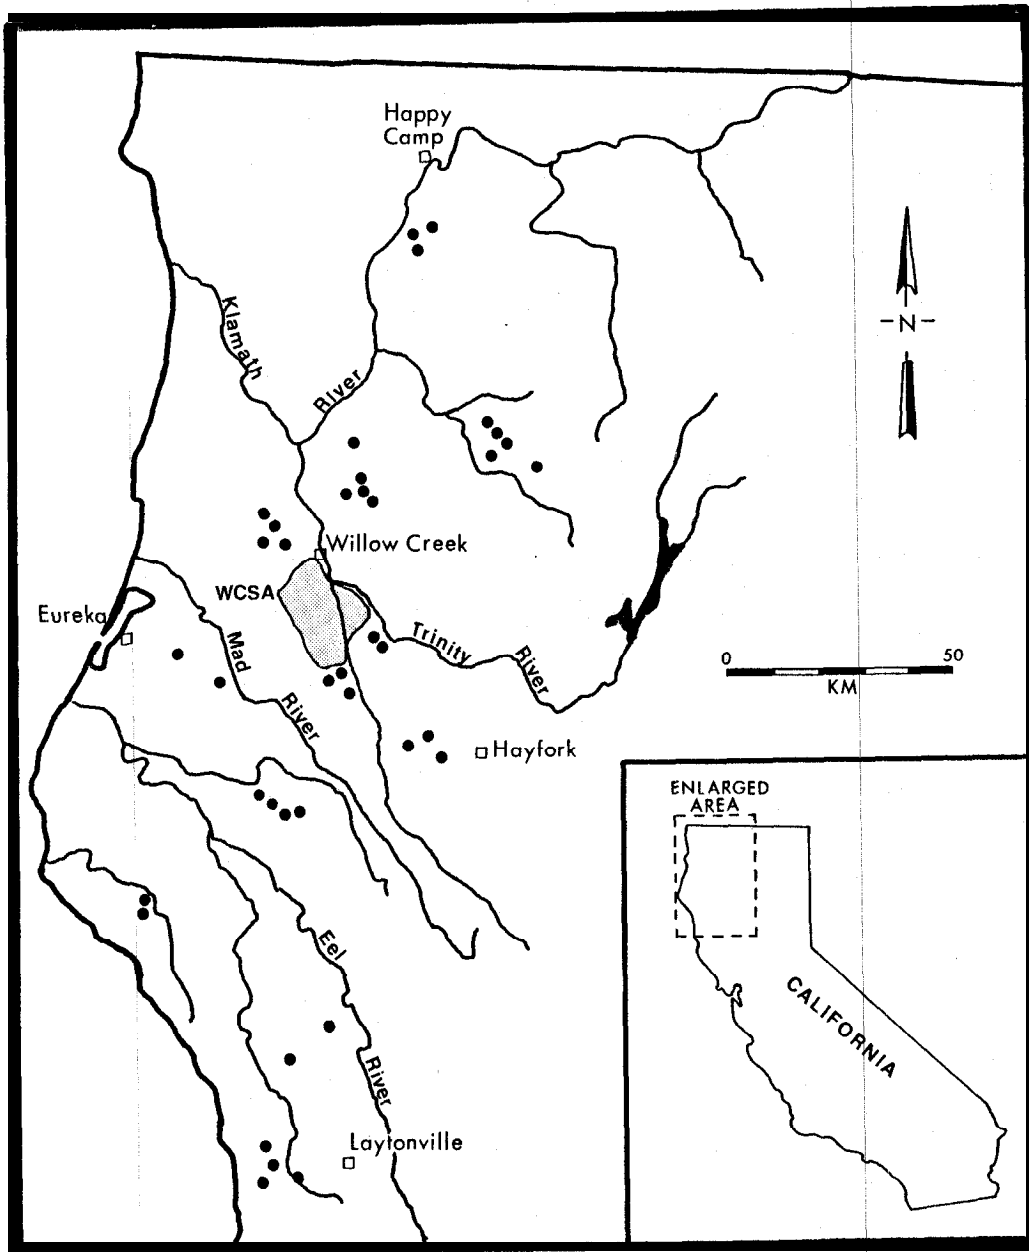 Happy
Camp
Klamath
River
- N -
Willow Creek
WCSA
Eureka
Mad
River
Trinity
River
0 50
KM
Hayfork
ENLARGED
AREA
Eel
River
CALIFORNIA
Laytonville